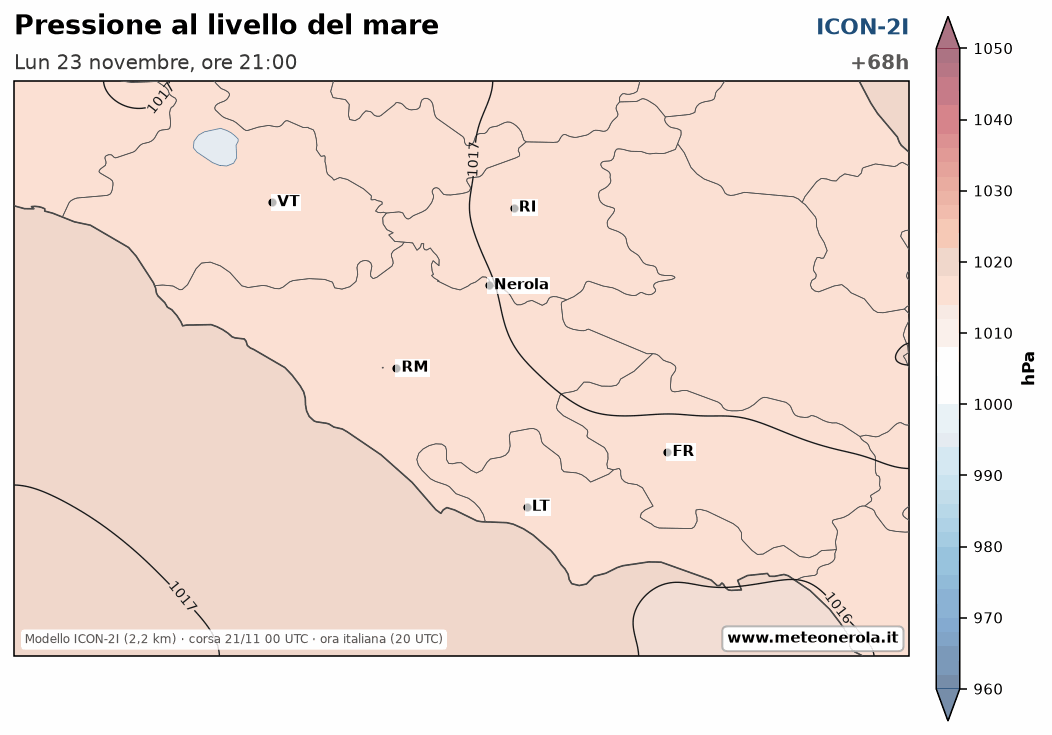 Pressione al livello del mare
ICON-2I
Lun 23 novembre, ore 21:00
+68h
1050
1040
1030
1020
1010
1000
990
980
970
960
hPa
1017
1017
VT
RI
Nerola
RM
FR
LT
1017
1016
Modello ICON-2I (2,2 km) · corsa 21/11 00 UTC · ora italiana (20 UTC)
www.meteonerola.it